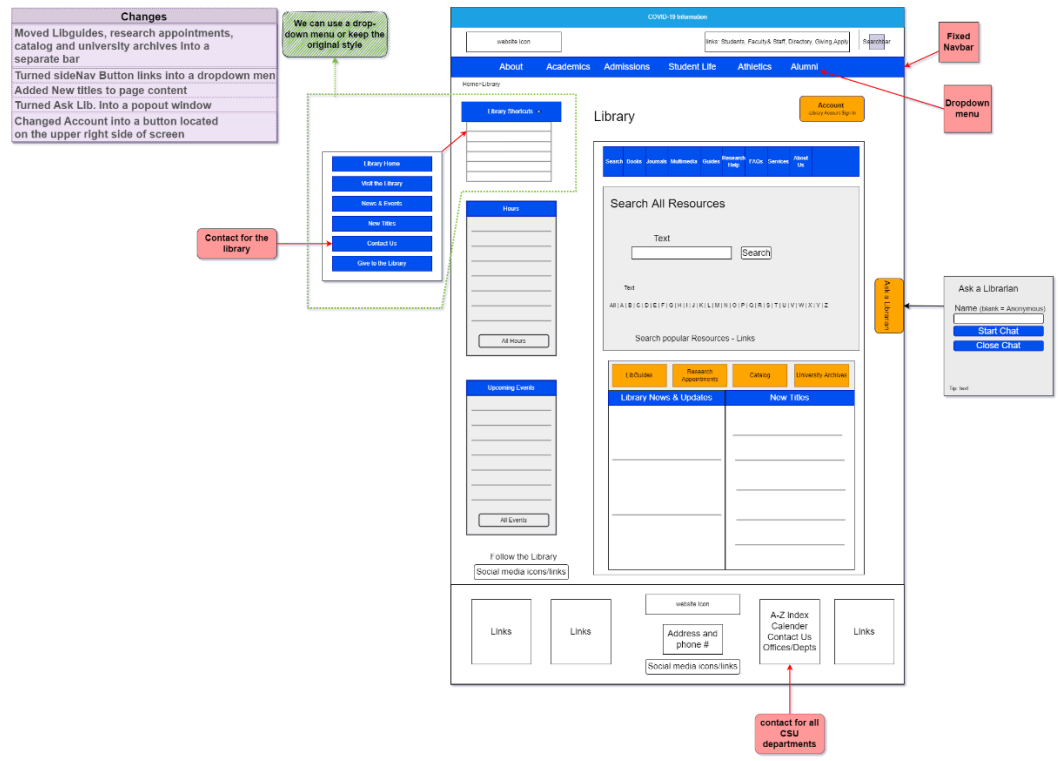 Changes
Moved Libguides, research appointments,
catalog and university archives into a
separate bar
Turned sideNav Button links into a dropdown men
Added New titles to page content
Turned Ask Lib. Into a popout window
Changed Account into a button located
on the upper right side of screen
We can use a drop-
down menu or keep the
original style
COVID-19 Information
website icon
links: Students, Faculty& Staff, Directory, Giving,Apply
Searchbar
Fixed
Navbar
About Academics Admissions Student Life Athletics Alumni
Home>Library
Dropdown
menu
Library Shortcuts
Library
Account
Library Account Sign In
Library Home
Visit the Library
News & Events
New Titles
Contact Us
Give to the Library
Contact for the
library
Search Books Journals Multimedia Guides Research Help FAQs Services About Us
Hours
All Hours
Search All Resources
Text
Search
Text
All | A | B | C | D | E | F | G | H | I | J | K | L | M | N | O | P | Q | R | S | T | U | V | W | X | Y | Z
Search popular Resources - Links
Ask a Librarian
Ask a Librarian
Name (blank = Anonymous)
Start Chat
Close Chat
Tip: text
LibGuides
Research
Appointments
Catalog
University Archives
Library News & Updates
New Titles
Upcoming Events
All Events
Follow the Library
Social media icons/links
Links
Links
website icon
Address and
phone #
Social media icons/links
A-Z Index
Calender
Contact Us
Offices/Depts
Links
contact for all
CSU
departments